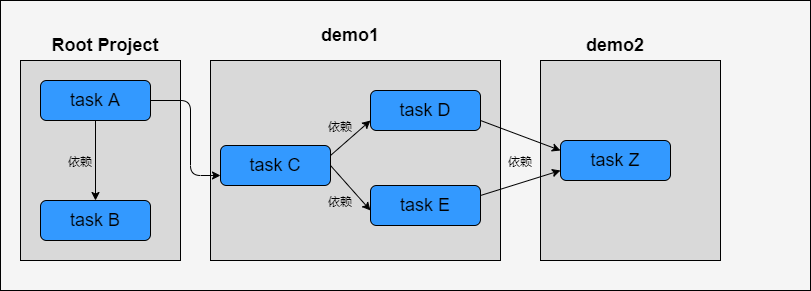 Root Project
demo1
demo2
task A
依赖
task B
task C
依赖
依赖
task D
task E
依赖
task Z